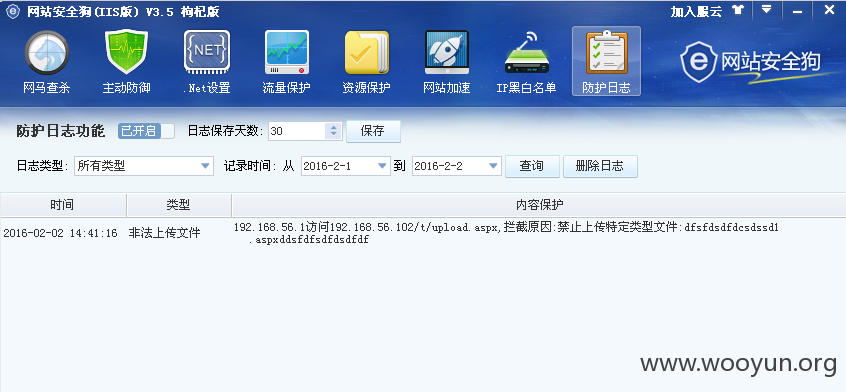 网站安全狗(IIS版) V3.5 枸杞版 加入服云
网马查杀 主动防御 .Net设置 流量保护 资源保护 网站加速 IP黑白名单 防护日志 网站安全狗
防护日志功能 已开启 日志保存天数: 30 保存
日志类型: 所有类型 记录时间: 从 2016-2-1 到 2016-2-2 查询 删除日志
时间 类型 内容保护
2016-02-02 14:41:16 非法上传文件 192.168.56.1访问192.168.56.102/t/upload.aspx,拦截原因:禁止上传特定类型文件:dfsfdsdfdcsdssd1
.aspxddsfdfsdfdsdfdf
www.wooyun.org